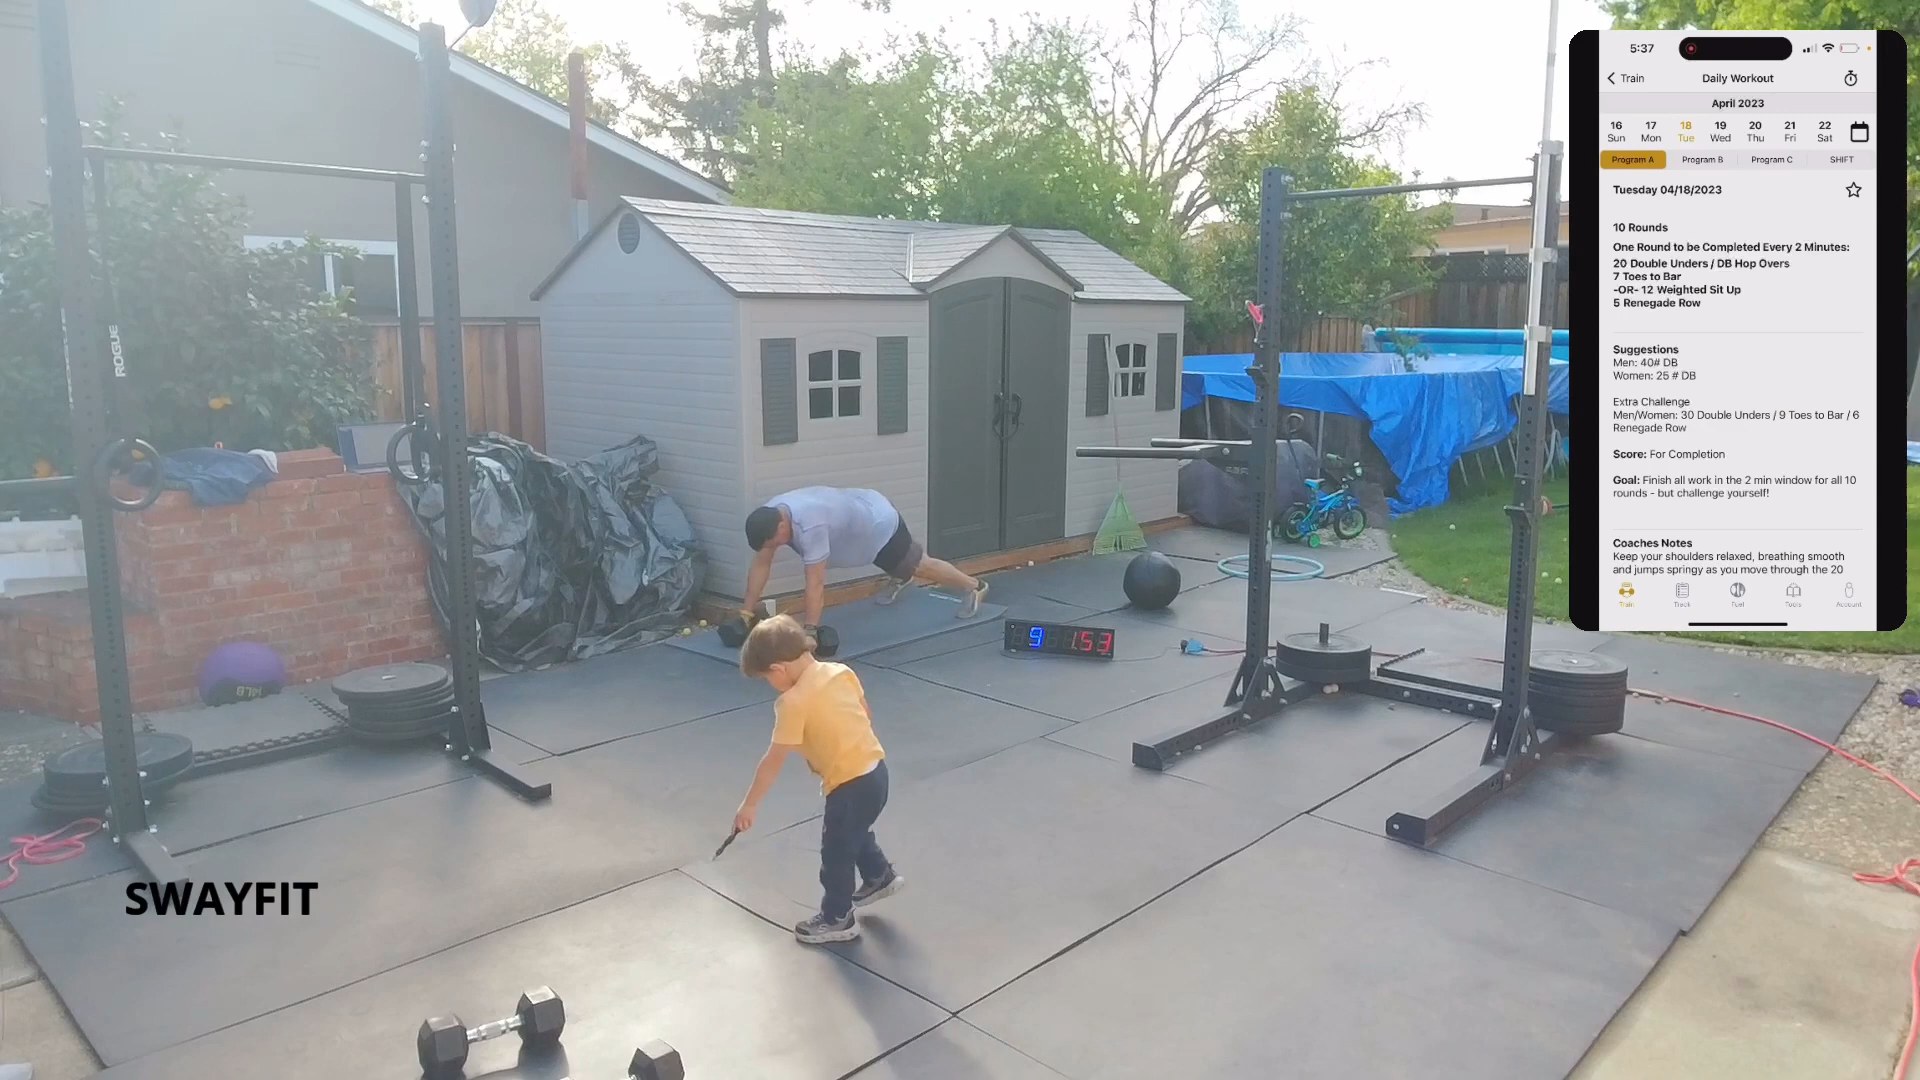 5:37
Train
Daily Workout
April 2023
16 17 18 19 20 21 22
Sun Mon Tue Wed Thu Fri Sat
Program A Program B Program C SHIFT
Tuesday 04/18/2023
10 Rounds
One Round to be Completed Every 2 Minutes:
20 Double Unders / DB Hop Overs
7 Toes to Bar
-OR- 12 Weighted Sit Up
5 Renegade Row
Suggestions
Men: 40# DB
Women: 25 # DB
Extra Challenge
Men/Women: 30 Double Unders / 9 Toes to Bar / 6
Renegade Row
Score: For Completion
Goal: Finish all work in the 2 min window for all 10
rounds - but challenge yourself!
Coaches Notes
Keep your shoulders relaxed, breathing smooth
and jumps springy as you move through the 20
Train Track Fuel Tools Account
ROGUE
9 1:53
SWAYFIT